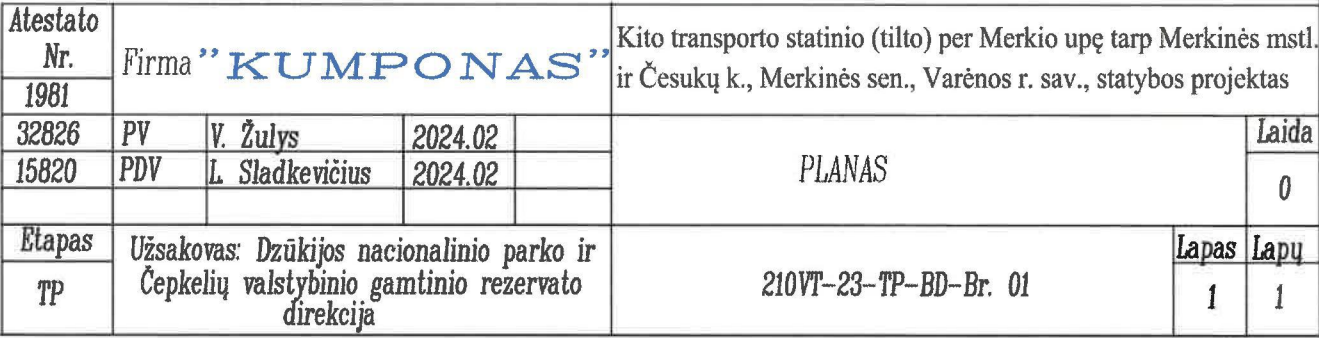 Atestato Nr.
1981
Firma "KUMPONAS"
Kito transporto statinio (tilto) per Merkio upę tarp Merkinės mstl.
ir Česukų k., Merkinės sen., Varėnos r. sav., statybos projektas
32826 PV V. Žulys 2024.02
15820 PDV L. Sladkevičius 2024.02
PLANAS
Laida
0
Etapas
TP
Užsakovas: Dzūkijos nacionalinio parko ir
Čepkelių valstybinio gamtinio rezervato
direkcija
210VT-23-TP-BD-Br. 01
Lapas Lapų
1 1